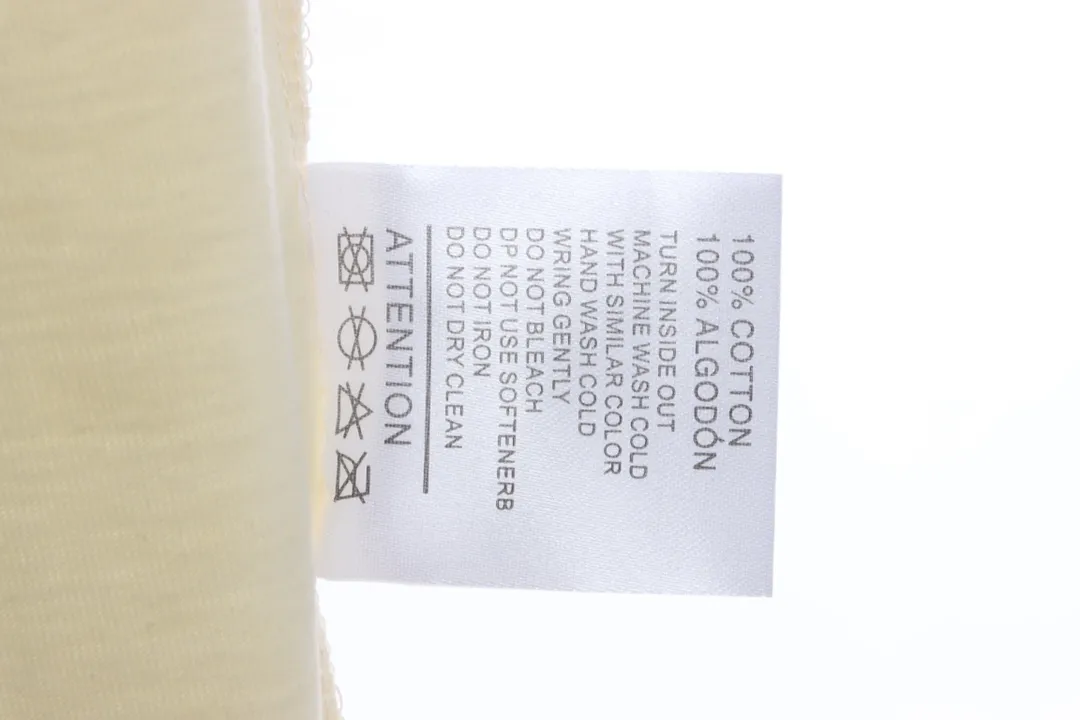 100% COTTON
100% ALGODÓN
TURN INSIDE OUT
MACHINE WASH COLD
WITH SIMILAR COLOR
HAND WASH COLD
WRING GENTLY
DO NOT BLEACH
DP NOT USE SOFTENERB
DO NOT IRON
DO NOT DRY CLEAN
ATTENTION